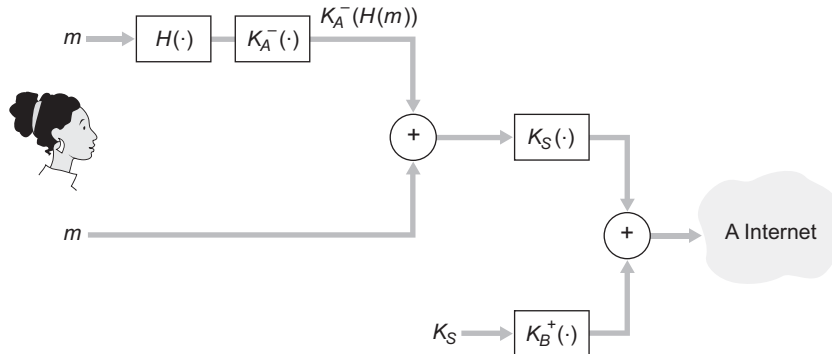 K_A^-(H(m))
m H(·) K_A^-(·)
+ K_S(·)
m
+ A Internet
K_S K_B^+(·)